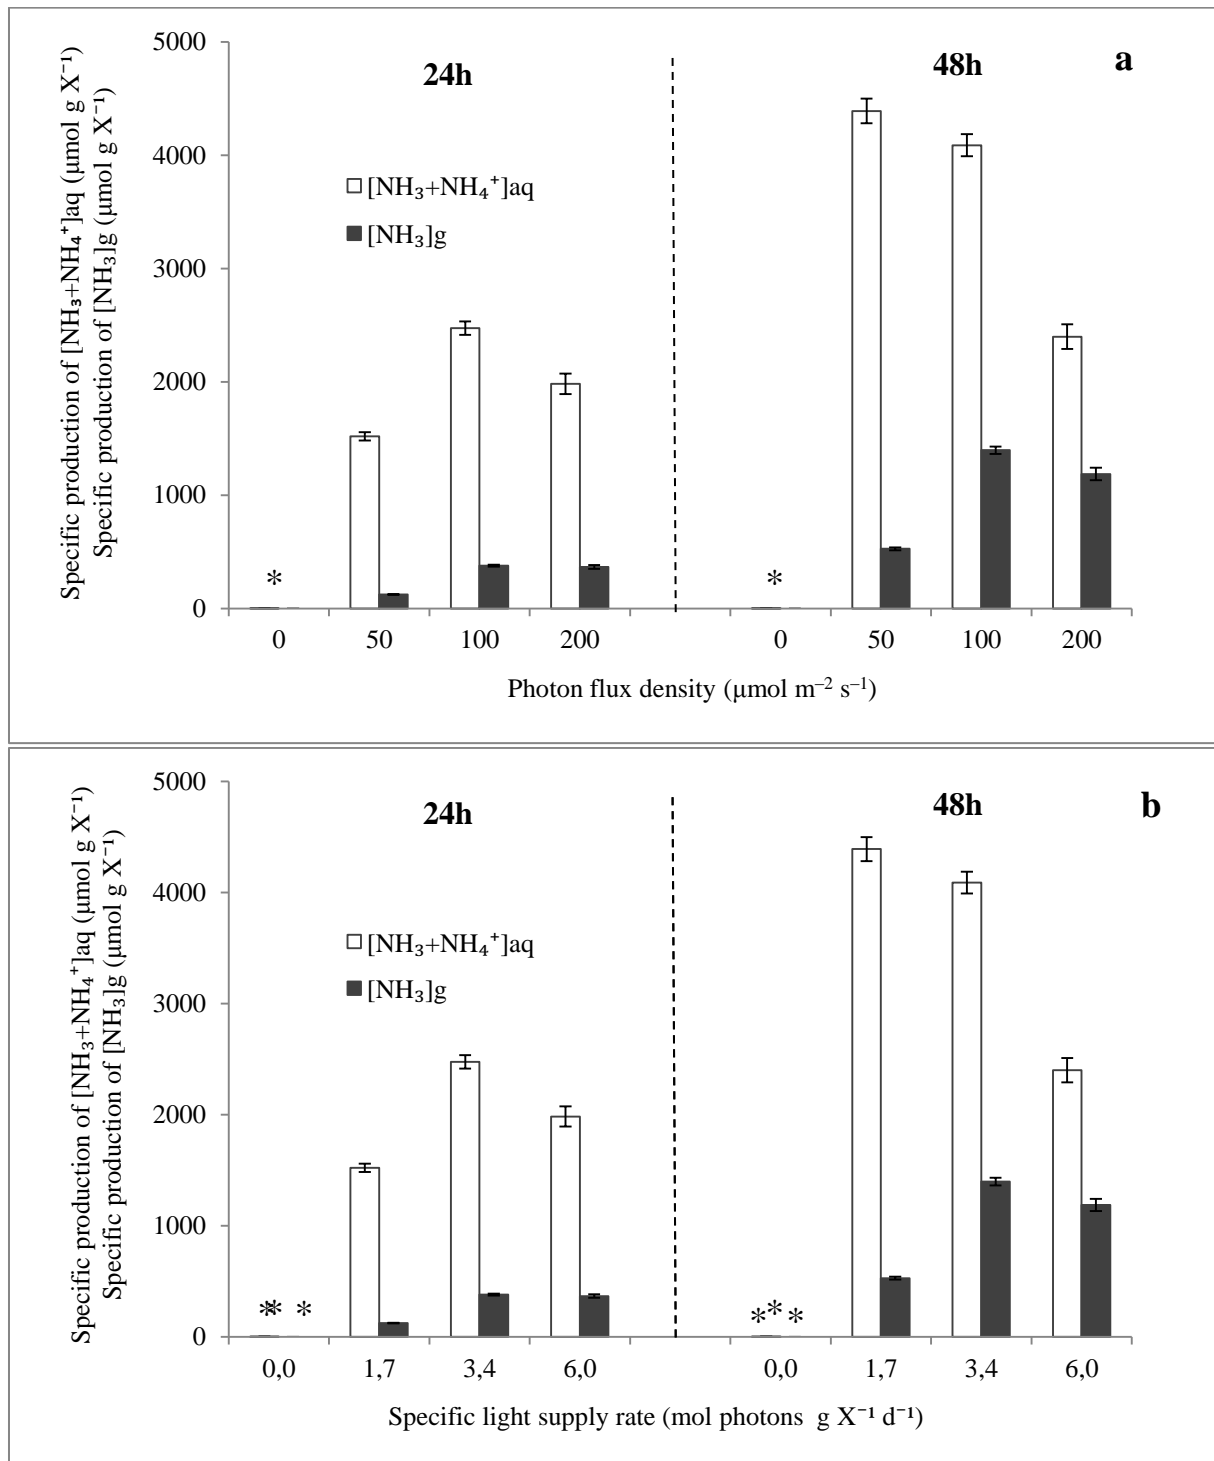 Specific production of [NH₃+NH₄⁺]aq (µmol g X⁻¹)
Specific production of [NH₃]g (µmol g X⁻¹)
5000
4000
3000
2000
1000
0
24h
48h
a
[NH₃+NH₄⁺]aq
[NH₃]g
*
*
0 50 100 200 0 50 100 200
Photon flux density (µmol m⁻² s⁻¹)
Specific production of [NH₃+NH₄⁺]aq (µmol g X⁻¹)
Specific production of [NH₃]g (µmol g X⁻¹)
5000
4000
3000
2000
1000
0
24h
48h
b
[NH₃+NH₄⁺]aq
[NH₃]g
** *
* * *
0,0 1,7 3,4 6,0 0,0 1,7 3,4 6,0
Specific light supply rate (mol photons g X⁻¹ d⁻¹)